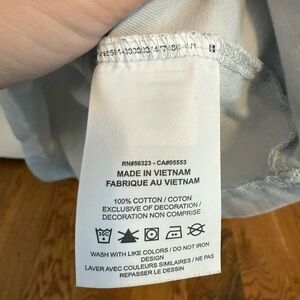 RN#56323 - CA#05553
MADE IN VIETNAM
FABRIQUE AU VIETNAM
100% COTTON / COTON
EXCLUSIVE OF DECORATION /
DECORATION NON COMPRISE
WASH WITH LIKE COLORS / DO NOT IRON
DESIGN
LAVER AVEC COULEURS SIMILAIRES / NE PAS
REPASSER LE DESSIN